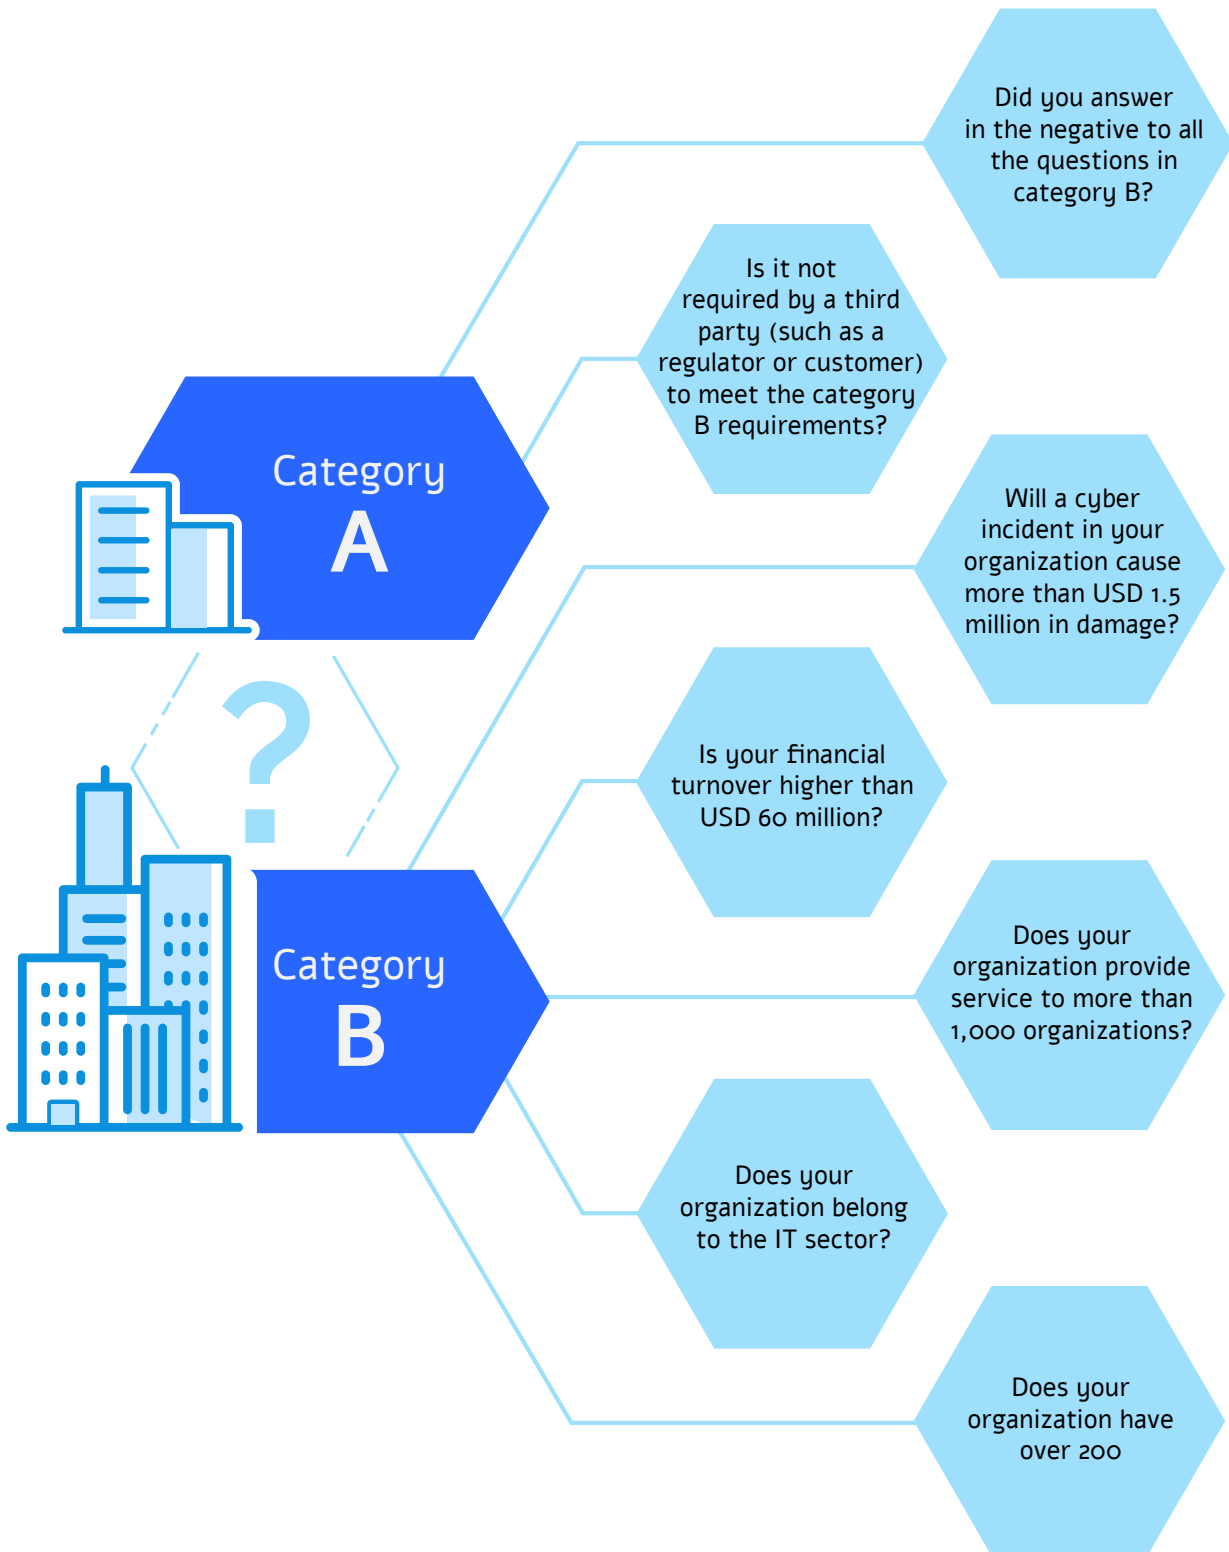 Did you answer
in the negative to all
the questions in
category B?
Is it not
required by a third
party (such as a
regulator or customer)
to meet the category
B requirements?
Category
A
Will a cyber
incident in your
organization cause
more than USD 1.5
million in damage?
?
Is your financial
turnover higher than
USD 60 million?
Category
B
Does your
organization provide
service to more than
1,000 organizations?
Does your
organization belong
to the IT sector?
Does your
organization have
over 200